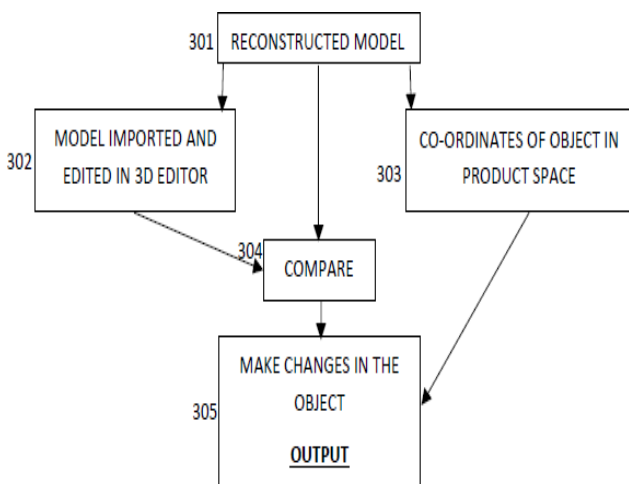 301
RECONSTRUCTED MODEL
302
MODEL IMPORTED AND
EDITED IN 3D EDITOR
303
CO-ORDINATES OF OBJECT IN
PRODUCT SPACE
304
COMPARE
305
MAKE CHANGES IN THE
OBJECT
OUTPUT